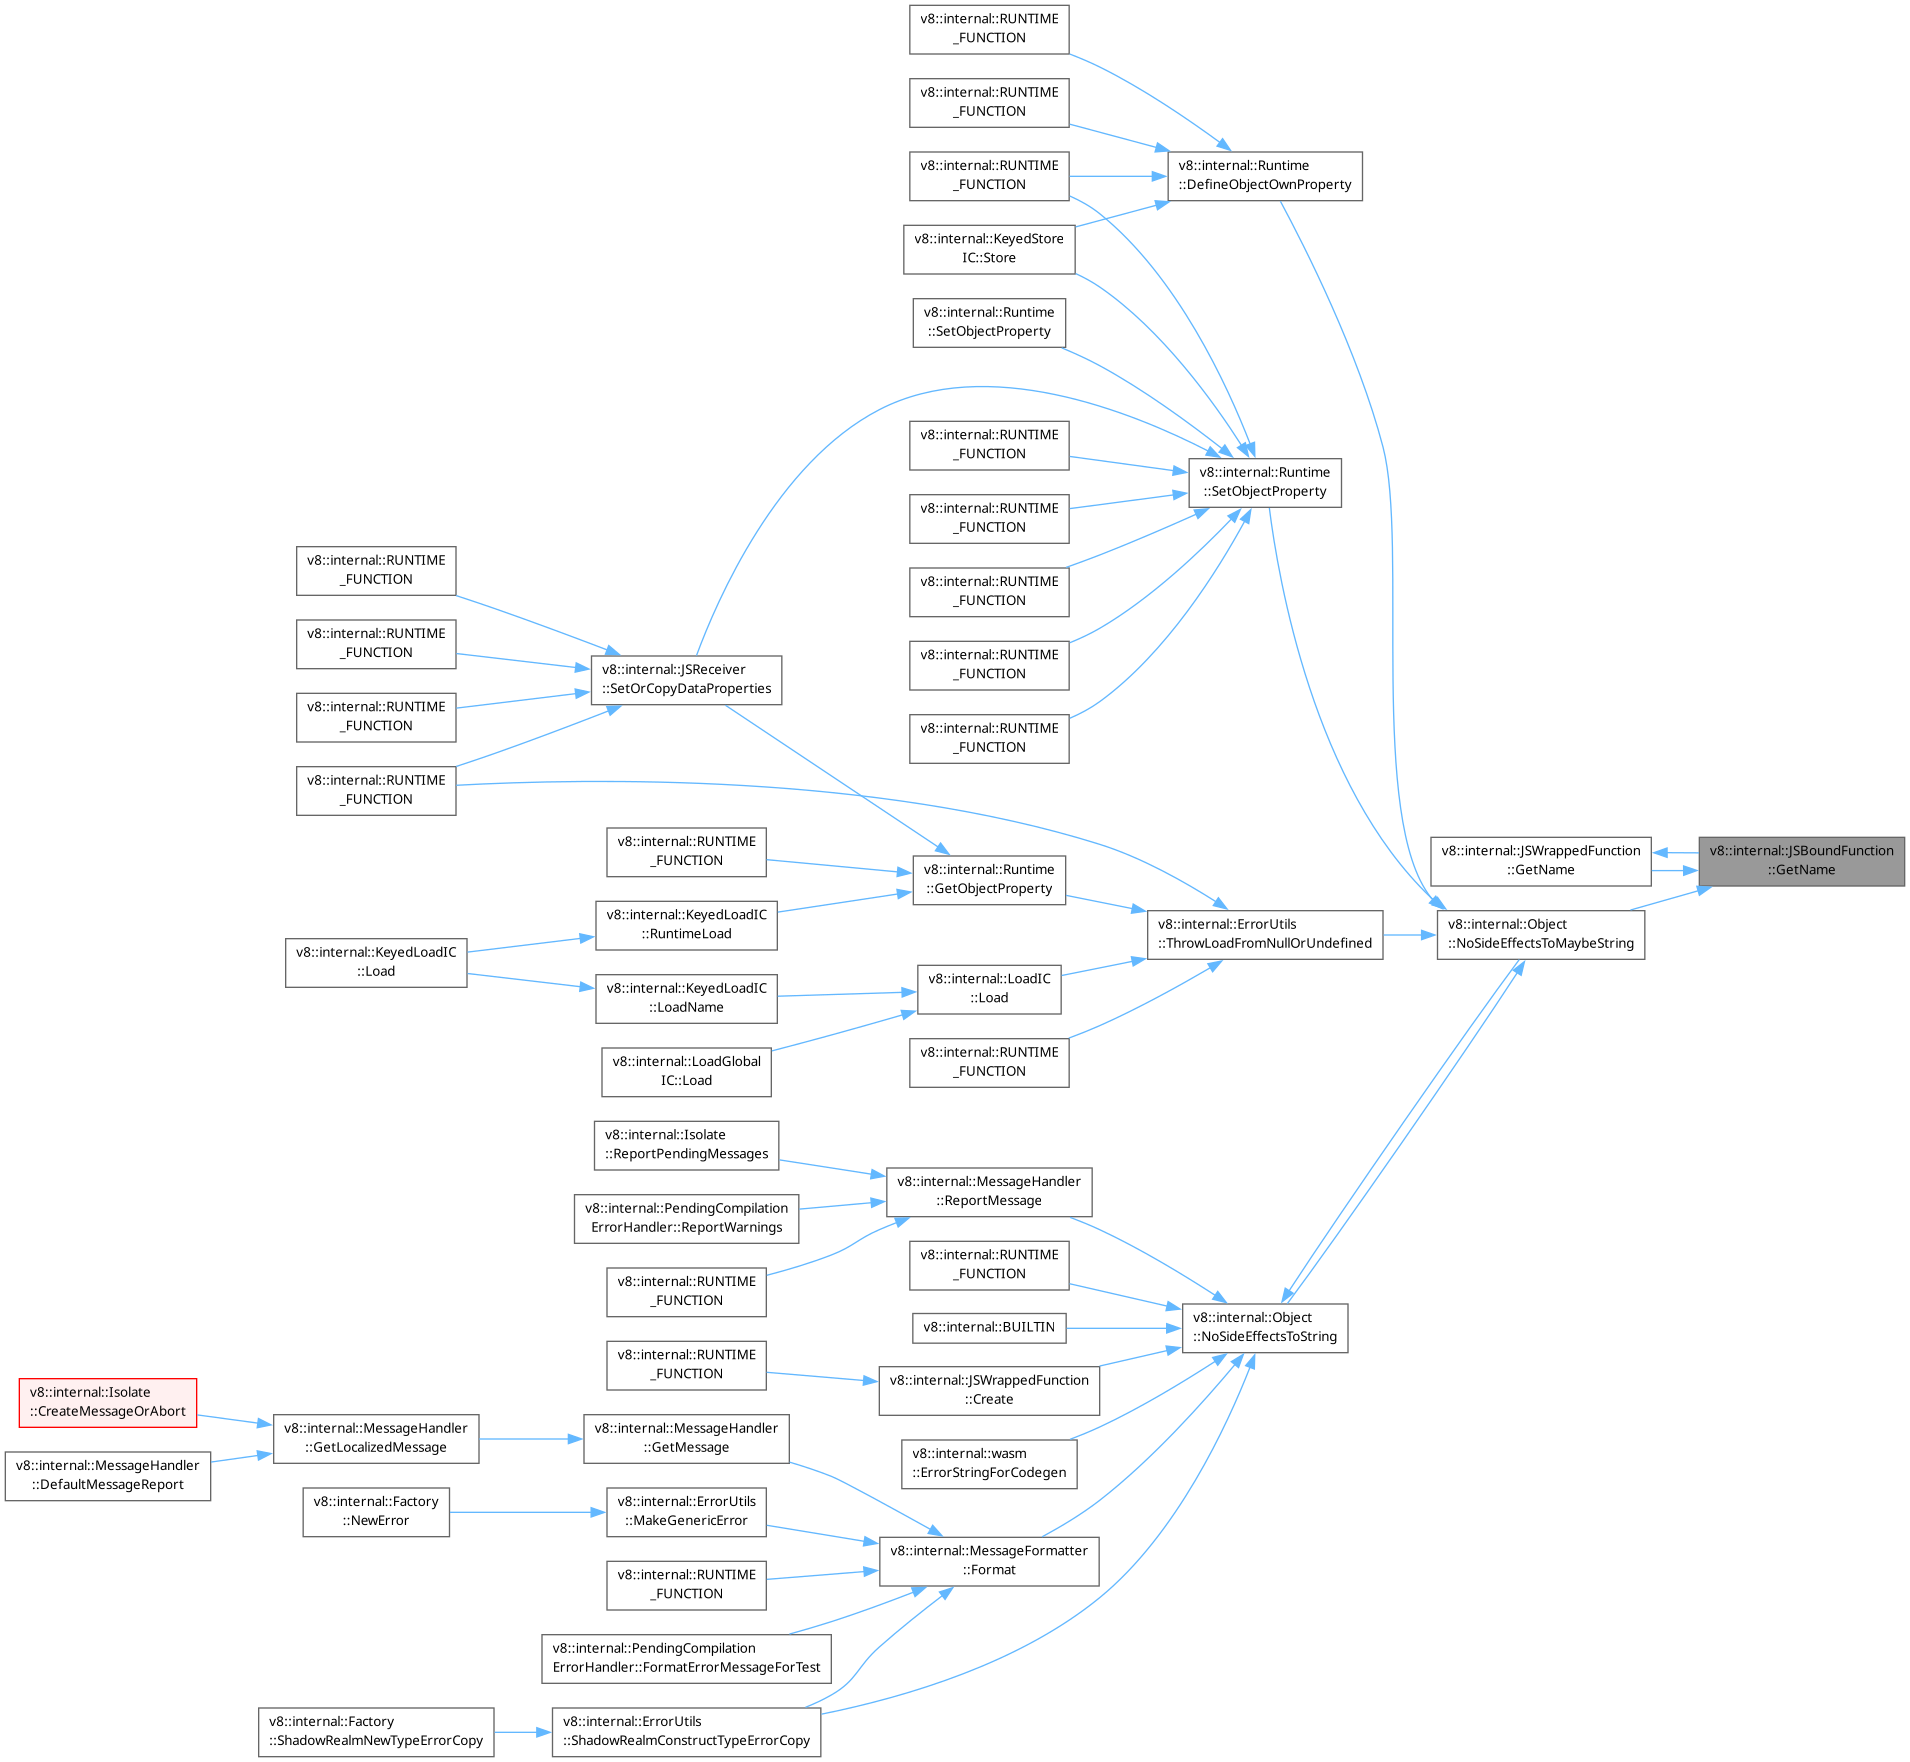 v8::internal::RUNTIME
_FUNCTION
v8::internal::RUNTIME
_FUNCTION
v8::internal::RUNTIME
_FUNCTION
v8::internal::Runtime
::DefineObjectOwnProperty
v8::internal::KeyedStore
IC::Store
v8::internal::Runtime
::SetObjectProperty
v8::internal::RUNTIME
_FUNCTION
v8::internal::Runtime
::SetObjectProperty
v8::internal::RUNTIME
_FUNCTION
v8::internal::RUNTIME
_FUNCTION
v8::internal::RUNTIME
_FUNCTION
v8::internal::RUNTIME
_FUNCTION
v8::internal::RUNTIME
_FUNCTION
v8::internal::RUNTIME
_FUNCTION
v8::internal::JSReceiver
::SetOrCopyDataProperties
v8::internal::RUNTIME
_FUNCTION
v8::internal::RUNTIME
_FUNCTION
v8::internal::RUNTIME
_FUNCTION
v8::internal::Runtime
::GetObjectProperty
v8::internal::JSWrappedFunction
::GetName
v8::internal::JSBoundFunction
::GetName
v8::internal::KeyedLoadIC
::RuntimeLoad
v8::internal::ErrorUtils
::ThrowLoadFromNullOrUndefined
v8::internal::Object
::NoSideEffectsToMaybeString
v8::internal::KeyedLoadIC
::Load
v8::internal::KeyedLoadIC
::LoadName
v8::internal::LoadIC
::Load
v8::internal::LoadGlobal
IC::Load
v8::internal::RUNTIME
_FUNCTION
v8::internal::Isolate
::ReportPendingMessages
v8::internal::MessageHandler
::ReportMessage
v8::internal::PendingCompilation
ErrorHandler::ReportWarnings
v8::internal::RUNTIME
_FUNCTION
v8::internal::RUNTIME
_FUNCTION
v8::internal::Object
::NoSideEffectsToString
v8::internal::BUILTIN
v8::internal::RUNTIME
_FUNCTION
v8::internal::JSWrappedFunction
::Create
v8::internal::Isolate
::CreateMessageOrAbort
v8::internal::MessageHandler
::GetLocalizedMessage
v8::internal::MessageHandler
::GetMessage
v8::internal::wasm
::ErrorStringForCodegen
v8::internal::MessageHandler
::DefaultMessageReport
v8::internal::Factory
::NewError
v8::internal::ErrorUtils
::MakeGenericError
v8::internal::MessageFormatter
::Format
v8::internal::RUNTIME
_FUNCTION
v8::internal::PendingCompilation
ErrorHandler::FormatErrorMessageForTest
v8::internal::Factory
::ShadowRealmNewTypeErrorCopy
v8::internal::ErrorUtils
::ShadowRealmConstructTypeErrorCopy